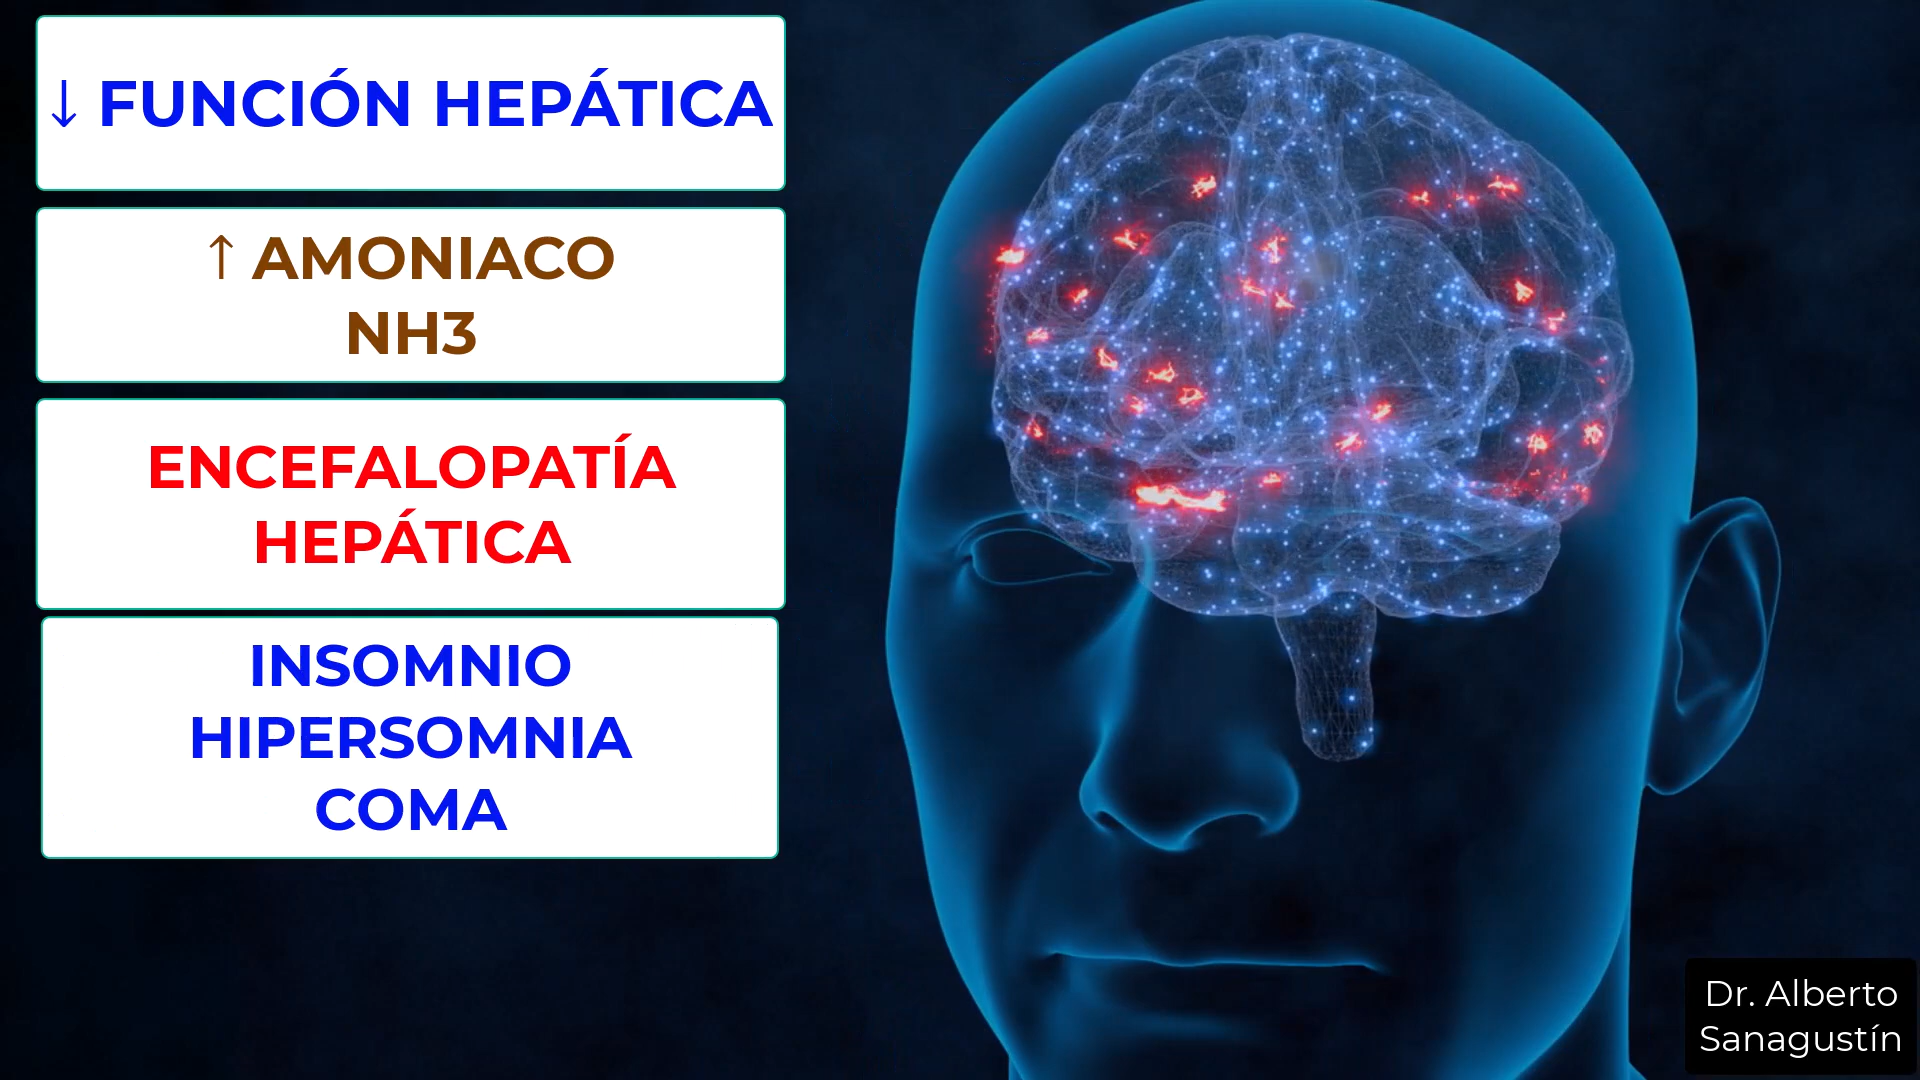 ↓ FUNCIÓN HEPÁTICA
↑ AMONIACO
NH3
ENCEFALOPATÍA
HEPÁTICA
INSOMNIO
HIPERSOMNIA
COMA
Dr. Alberto
Sanagustín